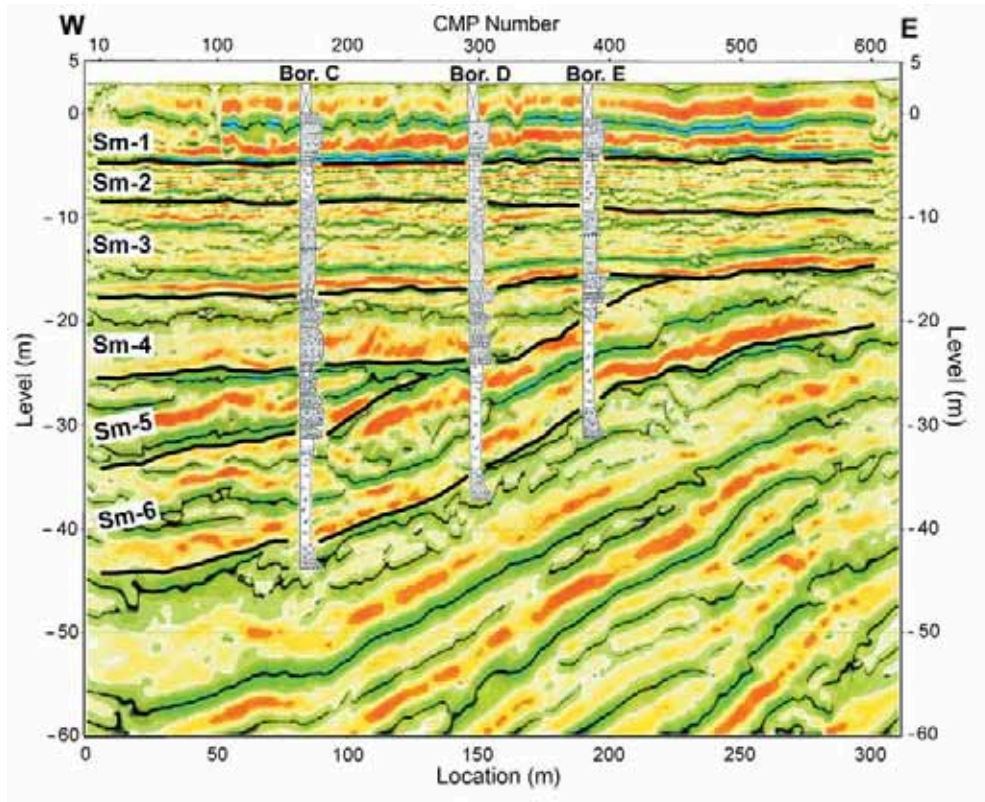 W CMP Number E
10 100 200 300 400 500 600
Bor. C Bor. D Bor. E
5 5
0 0
Sm-1
Sm-2
-10 -10
Sm-3
-20 -20
Sm-4
Level (m) Level (m)
-30 -30
Sm-5
Sm-6
-40 -40
-50 -50
-60 -60
0 50 100 150 200 250 300
Location (m)